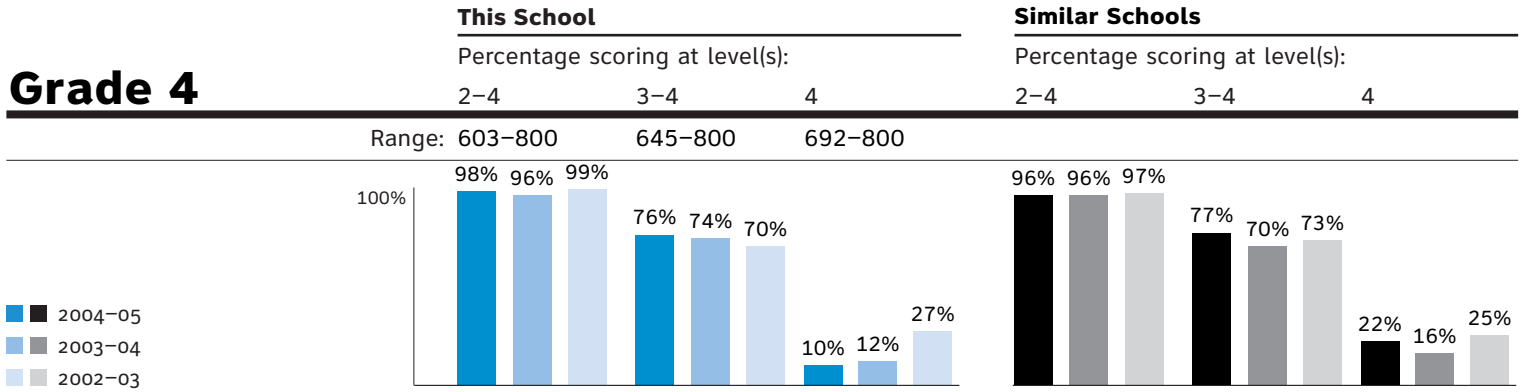 This School Similar Schools
Percentage scoring at level(s): Percentage scoring at level(s):
Grade 4 2–4 3–4 4 2–4 3–4 4
Range: 603–800 645–800 692–800
98% 96% 99% 96% 96% 97%
100%
76% 74% 70% 77% 70% 73%
2004–05
10% 12% 27% 22% 16% 25%
2003–04
2002–03